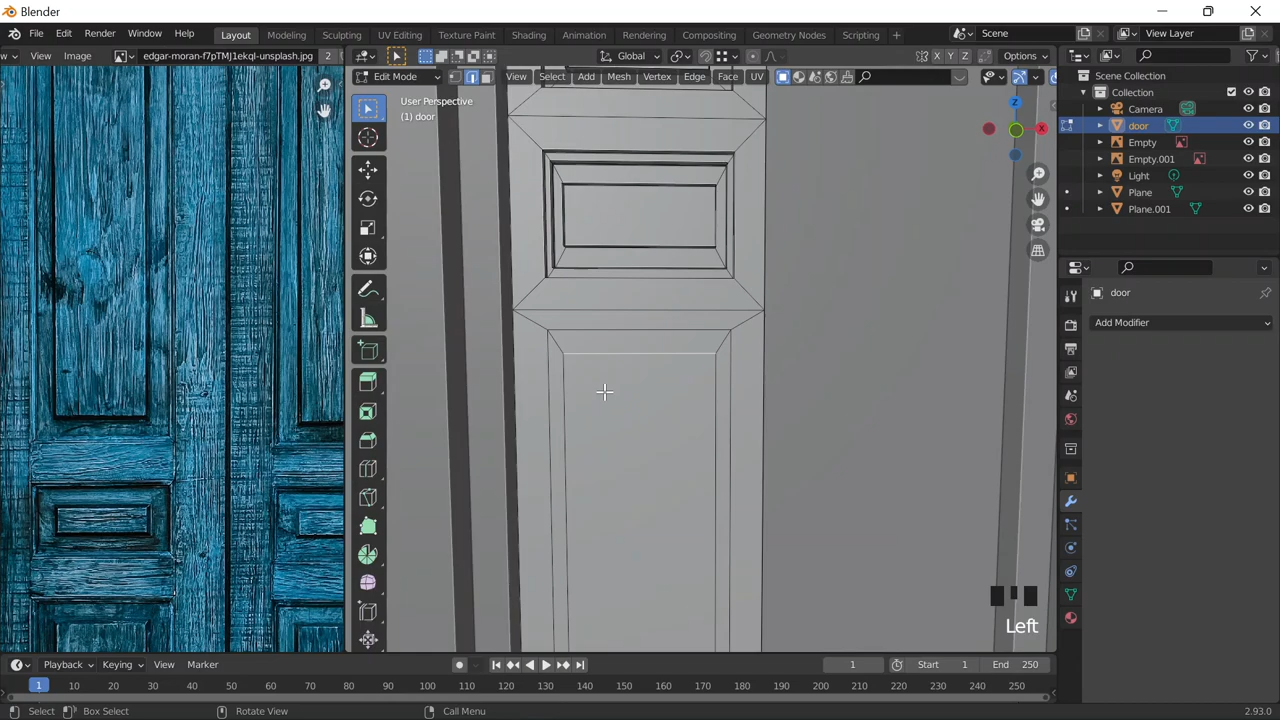 Blender
File Edit Render Window Help Layout Modeling Sculpting UV Editing Texture Paint Shading Animation Rendering Compositing Geometry Nodes Scripting + Scene View Layer
View Image edgar-moran-f7pTMJ1ekqI-unsplash.jpg 2 Global X Y Z Options
Edit Mode View Select Add Mesh Vertex Edge Face UV
User Perspective
(1) door
Z
X
Left
Scene Collection
Collection
Camera
door
Empty
Empty.001
Light
Plane
Plane.001
door
Add Modifier
Playback Keying View Marker 1 Start 1 End 250
1 10 20 30 40 50 60 70 80 90 100 110 120 130 140 150 160 170 180 190 200 210 220 230 240 250
Select Box Select Rotate View Call Menu 2.93.0